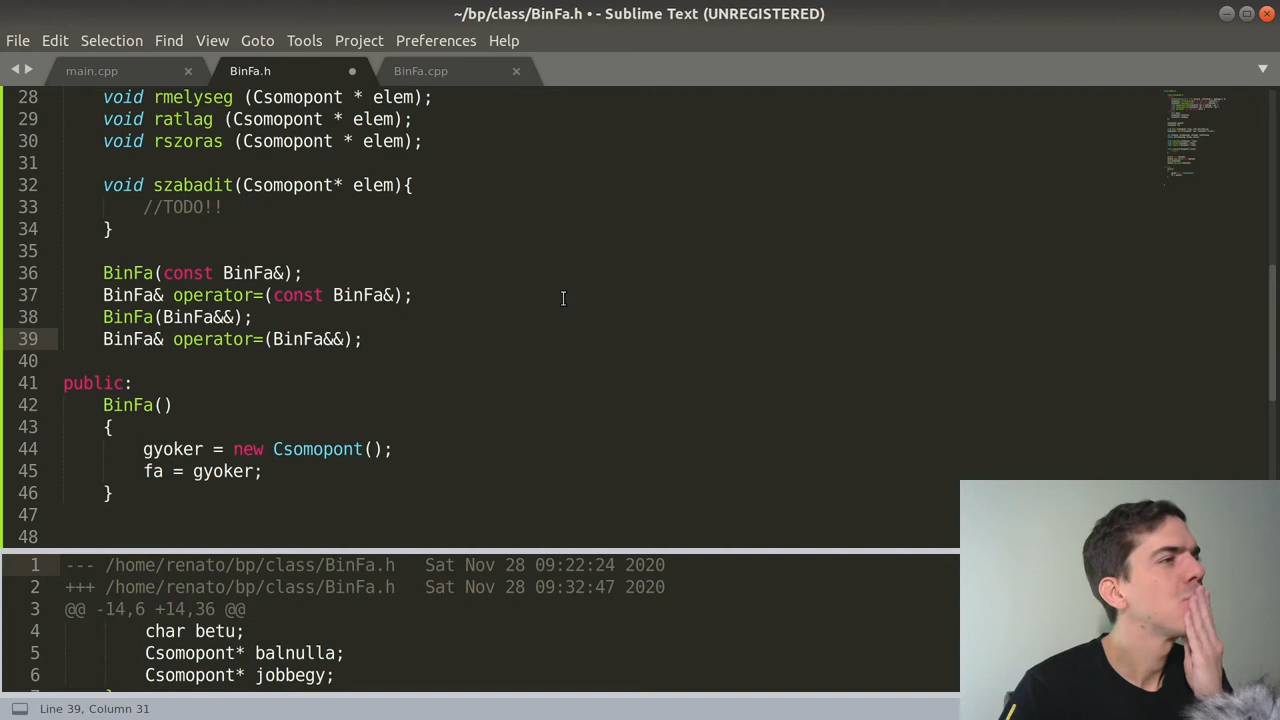 ~/bp/class/BinFa.h • - Sublime Text (UNREGISTERED)
File Edit Selection Find View Goto Tools Project Preferences Help
main.cpp BinFa.h BinFa.cpp
28 void rmelyseg (Csomopont * elem);
29 void ratlag (Csomopont * elem);
30 void rszoras (Csomopont * elem);
31
32 void szabadit(Csomopont* elem){
33 //TODO!!
34 }
35
36 BinFa(const BinFa&);
37 BinFa& operator=(const BinFa&);
38 BinFa(BinFa&&);
39 BinFa& operator=(BinFa&&);
40
41 public:
42 BinFa()
43 {
44 gyoker = new Csomopont();
45 fa = gyoker;
46 }
47
48
1 --- /home/renato/bp/class/BinFa.h Sat Nov 28 09:22:24 2020
2 +++ /home/renato/bp/class/BinFa.h Sat Nov 28 09:32:47 2020
3 @@ -14,6 +14,36 @@
4 char betu;
5 Csomopont* balnulla;
6 Csomopont* jobbegy;
Line 39, Column 31